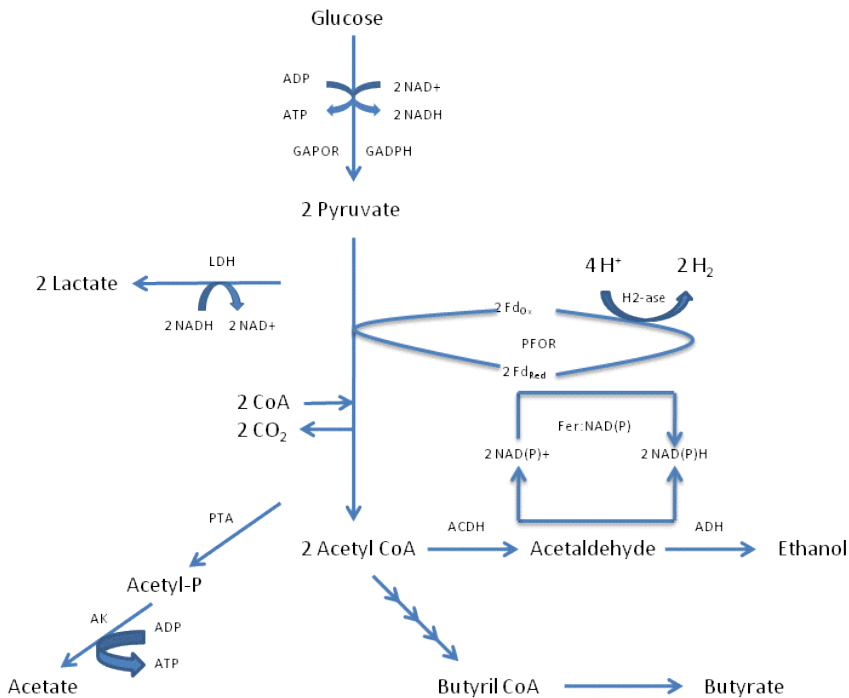 Glucose
ADP
2 NAD+
ATP
2 NADH
GAPOR
GADPH
2 Pyruvate
LDH
2 Lactate
2 NADH
2 NAD+
4 H⁺
2 H₂
H2-ase
2 Fd₀ₓ
PFOR
2 Fd_Red
2 CoA
2 CO₂
Fer:NAD(P)
2 NAD(P)+
2 NAD(P)H
PTA
2 Acetyl CoA
ACDH
Acetaldehyde
ADH
Ethanol
Acetyl-P
AK
ADP
ATP
Acetate
Butyril CoA
Butyrate